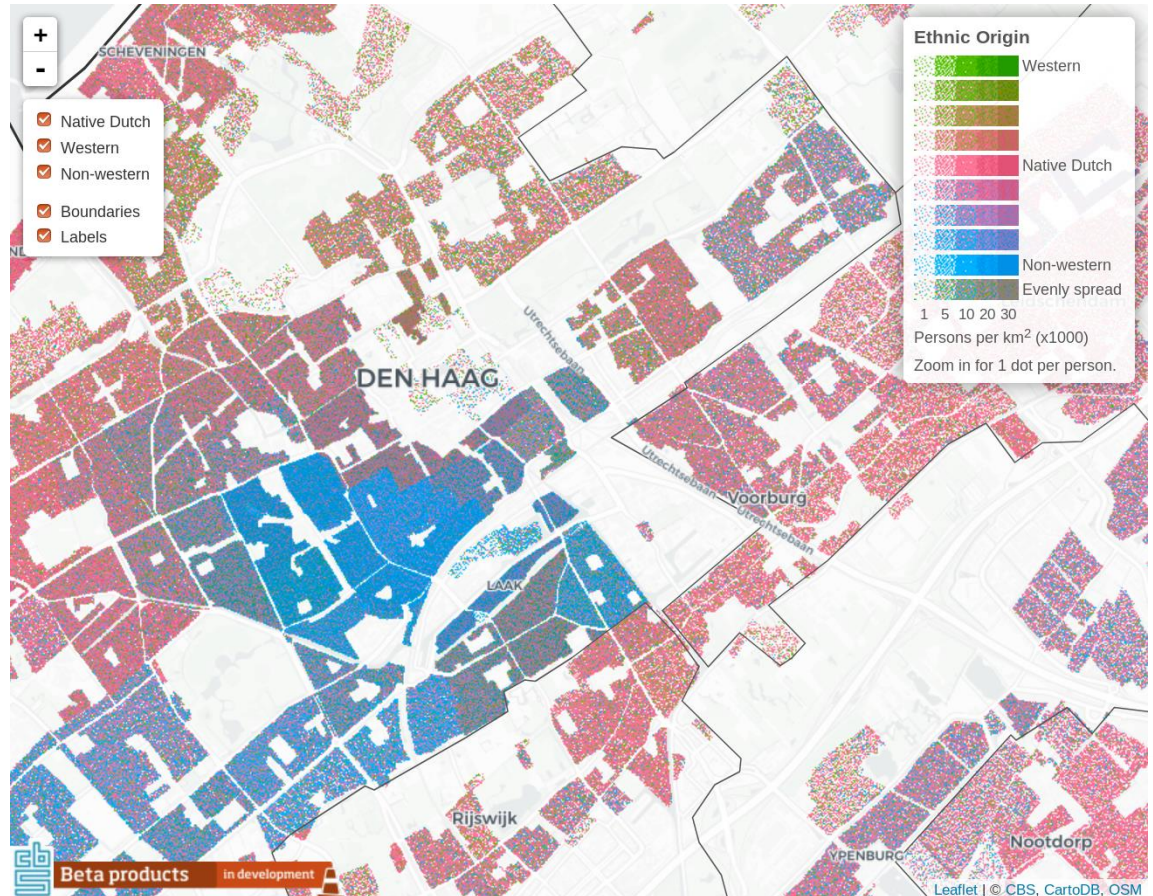 +
-
Native Dutch
Western
Non-western
Boundaries
Labels
SCHEVENINGEN
Utrechtsebaan
DEN HAAG
Utrechtsebaan
Voorburg
Utrechtsebaan
LAAK
Rijswijk
YPENBURG
Nootdorp
Ethnic Origin
Western
Native Dutch
Non-western
Evenly spread
1 5 10 20 30
Persons per km² (x1000)
Zoom in for 1 dot per person.
cbs
Beta products in development
Leaflet | © CBS, CartoDB, OSM